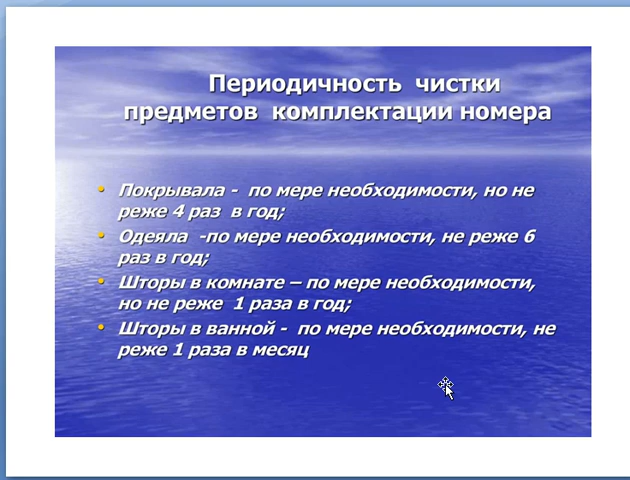 Периодичность чистки
предметов комплектации номера
Покрывала - по мере необходимости, но не
реже 4 раз в год;
Одеяла -по мере необходимости, не реже 6
раз в год;
Шторы в комнате – по мере необходимости,
но не реже 1 раза в год;
Шторы в ванной - по мере необходимости, не
реже 1 раза в месяц